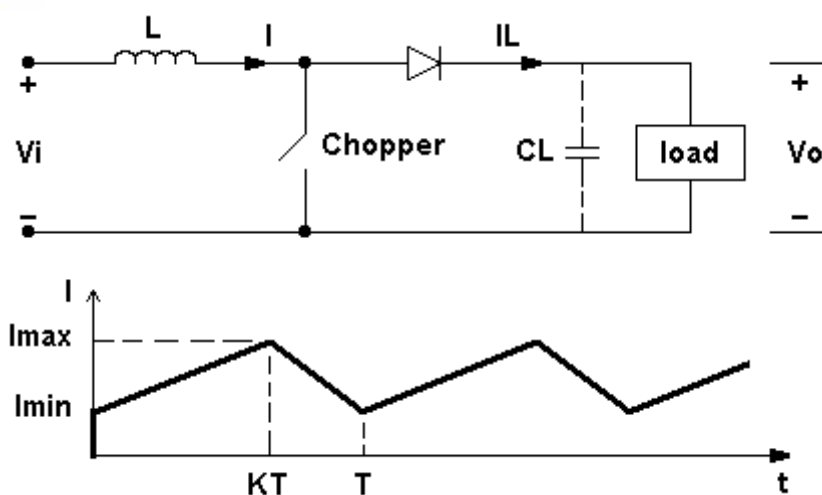 L I IL
+ +
Vi Chopper CL load Vo
– –
I
Imax
Imin
KT T t